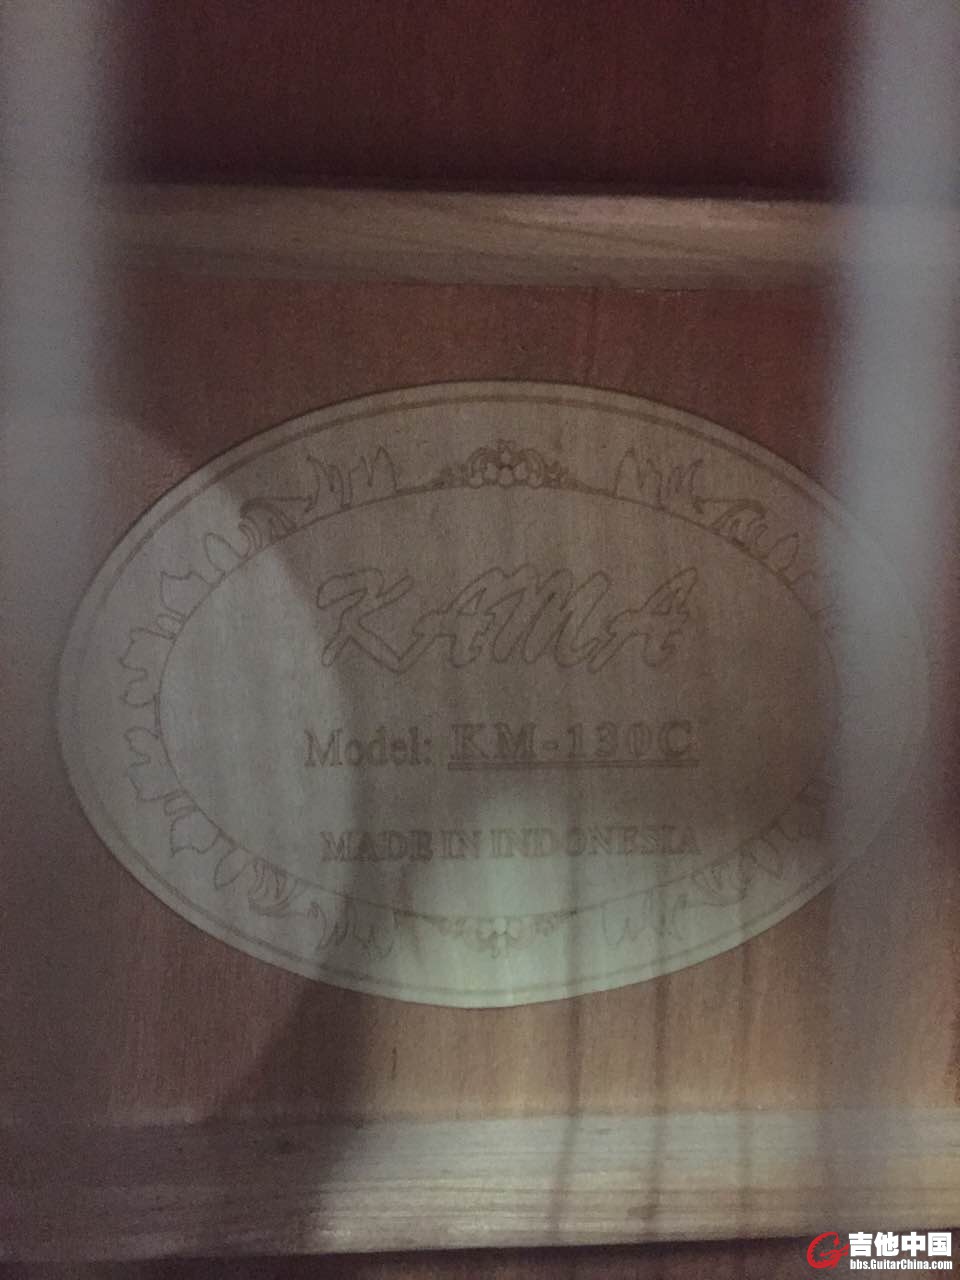 KAMA
Model: KM-130C
MADE IN INDONESIA
吉他中国
bbs.GuitarChina.com